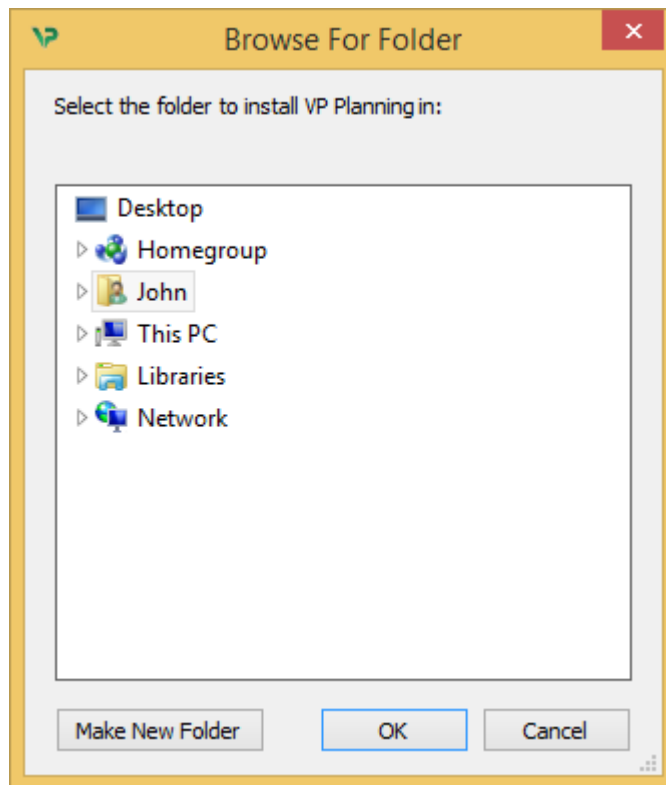 VP Browse For Folder
Select the folder to install VP Planning in:
Desktop
Homegroup
John
This PC
Libraries
Network
Make New Folder OK Cancel